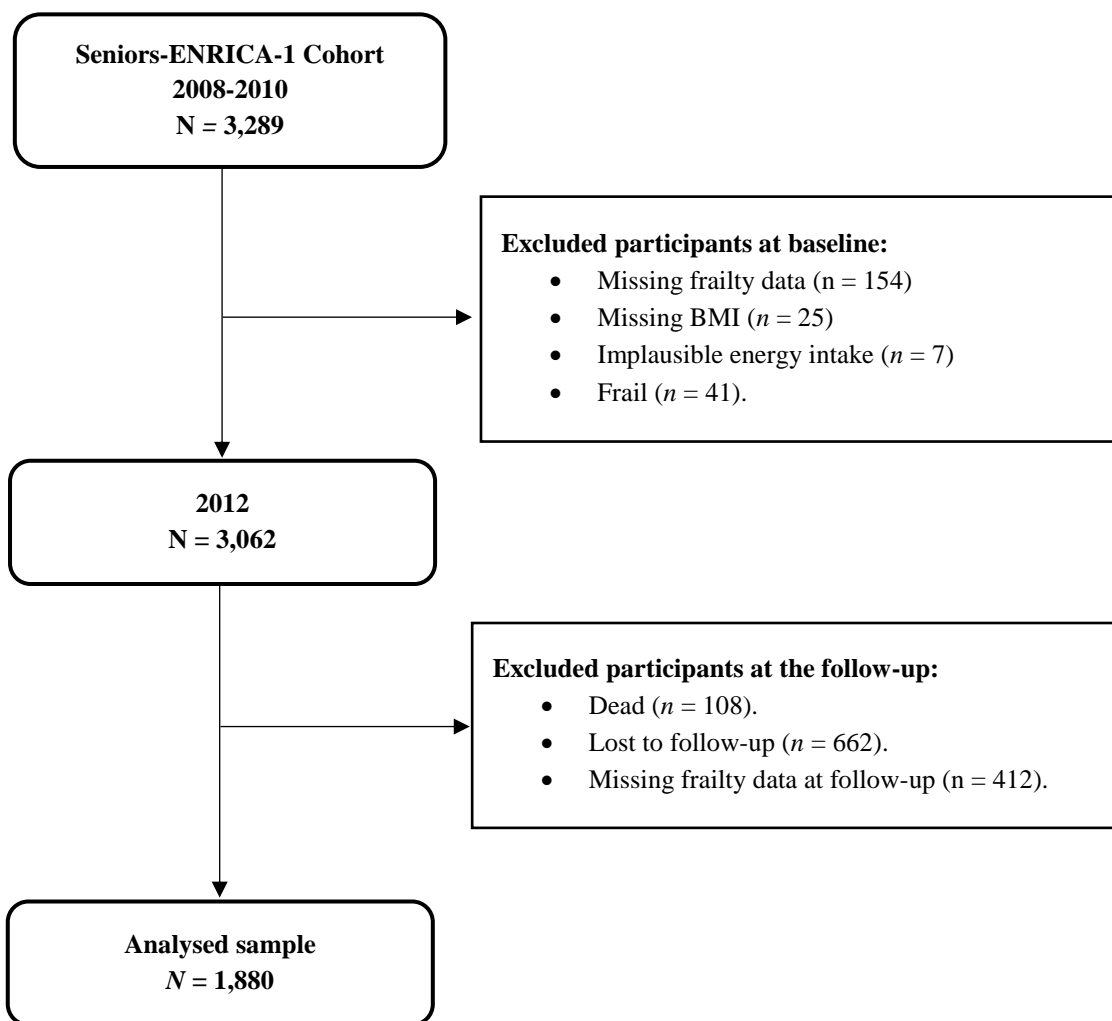 Seniors-ENRICA-1 Cohort
2008-2010
N = 3,289
Excluded participants at baseline:
• Missing frailty data (n = 154)
• Missing BMI (n = 25)
• Implausible energy intake (n = 7)
• Frail (n = 41).
2012
N = 3,062
Excluded participants at the follow-up:
• Dead (n = 108).
• Lost to follow-up (n = 662).
• Missing frailty data at follow-up (n = 412).
Analysed sample
N = 1,880